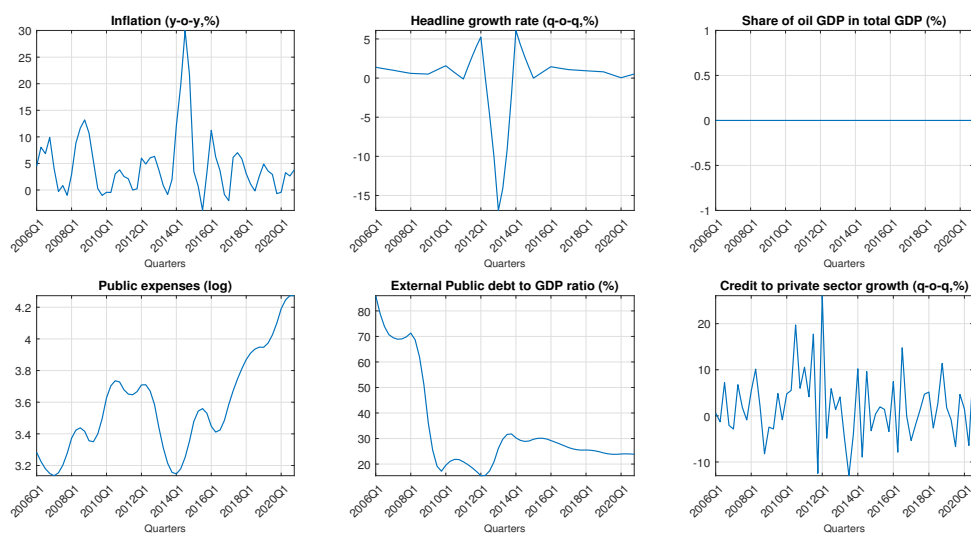 Inflation (y-o-y,%)
30
25
20
15
10
5
0
2006Q1
2008Q1
2010Q1
2012Q1
2014Q1
2016Q1
2018Q1
2020Q1
Quarters
Headline growth rate (q-o-q,%)
5
0
-5
-10
-15
2006Q1
2008Q1
2010Q1
2012Q1
2014Q1
2016Q1
2018Q1
2020Q1
Quarters
Share of oil GDP in total GDP (%)
1
0.5
0
-0.5
-1
2006Q1
2008Q1
2010Q1
2012Q1
2014Q1
2016Q1
2018Q1
2020Q1
Quarters
Public expenses (log)
4.2
4
3.8
3.6
3.4
3.2
2006Q1
2008Q1
2010Q1
2012Q1
2014Q1
2016Q1
2018Q1
2020Q1
Quarters
External Public debt to GDP ratio (%)
80
70
60
50
40
30
20
2006Q1
2008Q1
2010Q1
2012Q1
2014Q1
2016Q1
2018Q1
2020Q1
Quarters
Credit to private sector growth (q-o-q,%)
20
10
0
-10
2006Q1
2008Q1
2010Q1
2012Q1
2014Q1
2016Q1
2018Q1
2020Q1
Quarters